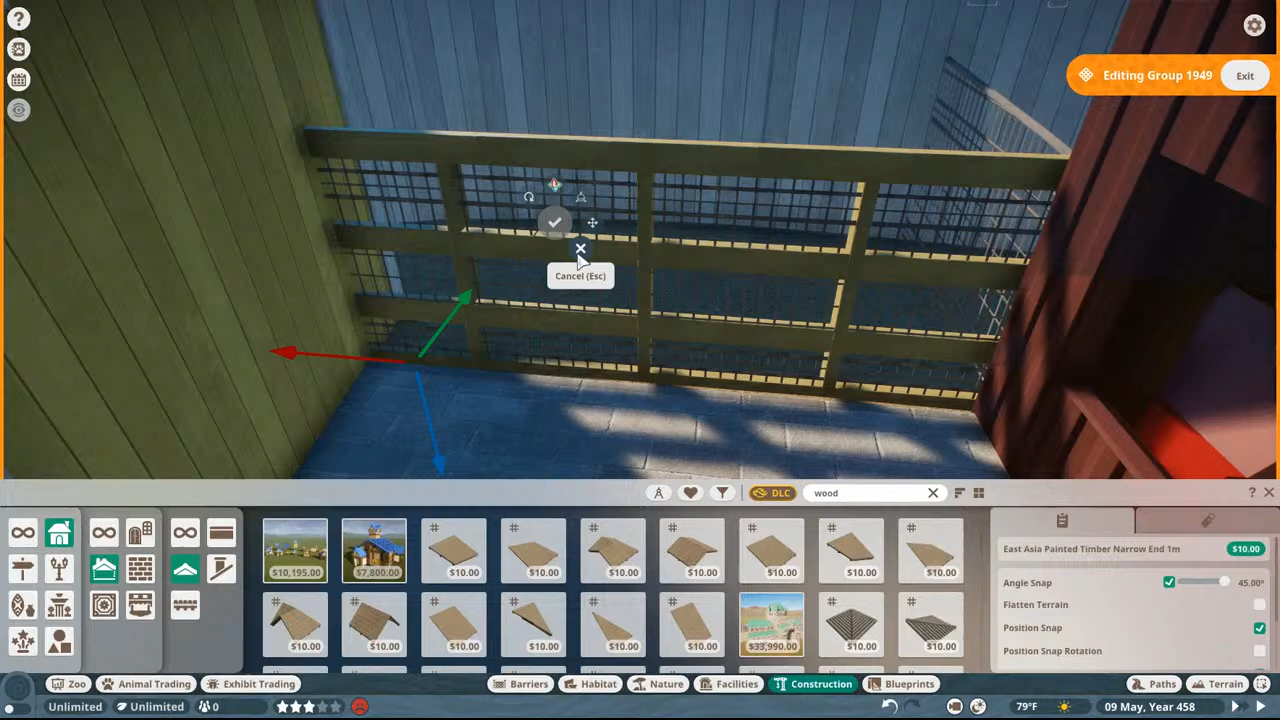 ?
Editing Group 1949
Exit
Cancel (Esc)
DLC
wood
?
$10,195.00
$7,800.00
$10.00
$10.00
$10.00
$10.00
$10.00
$10.00
$10.00
East Asia Painted Timber Narrow End 1m
$10.00
Angle Snap
45.00°
Flatten Terrain
Position Snap
Position Snap Rotation
$10.00
$10.00
$10.00
$10.00
$10.00
$10.00
$33,990.00
$10.00
$10.00
Zoo
Animal Trading
Exhibit Trading
Barriers
Habitat
Nature
Facilities
Construction
Blueprints
Paths
Terrain
Unlimited
Unlimited
0
79°F
09 May, Year 458